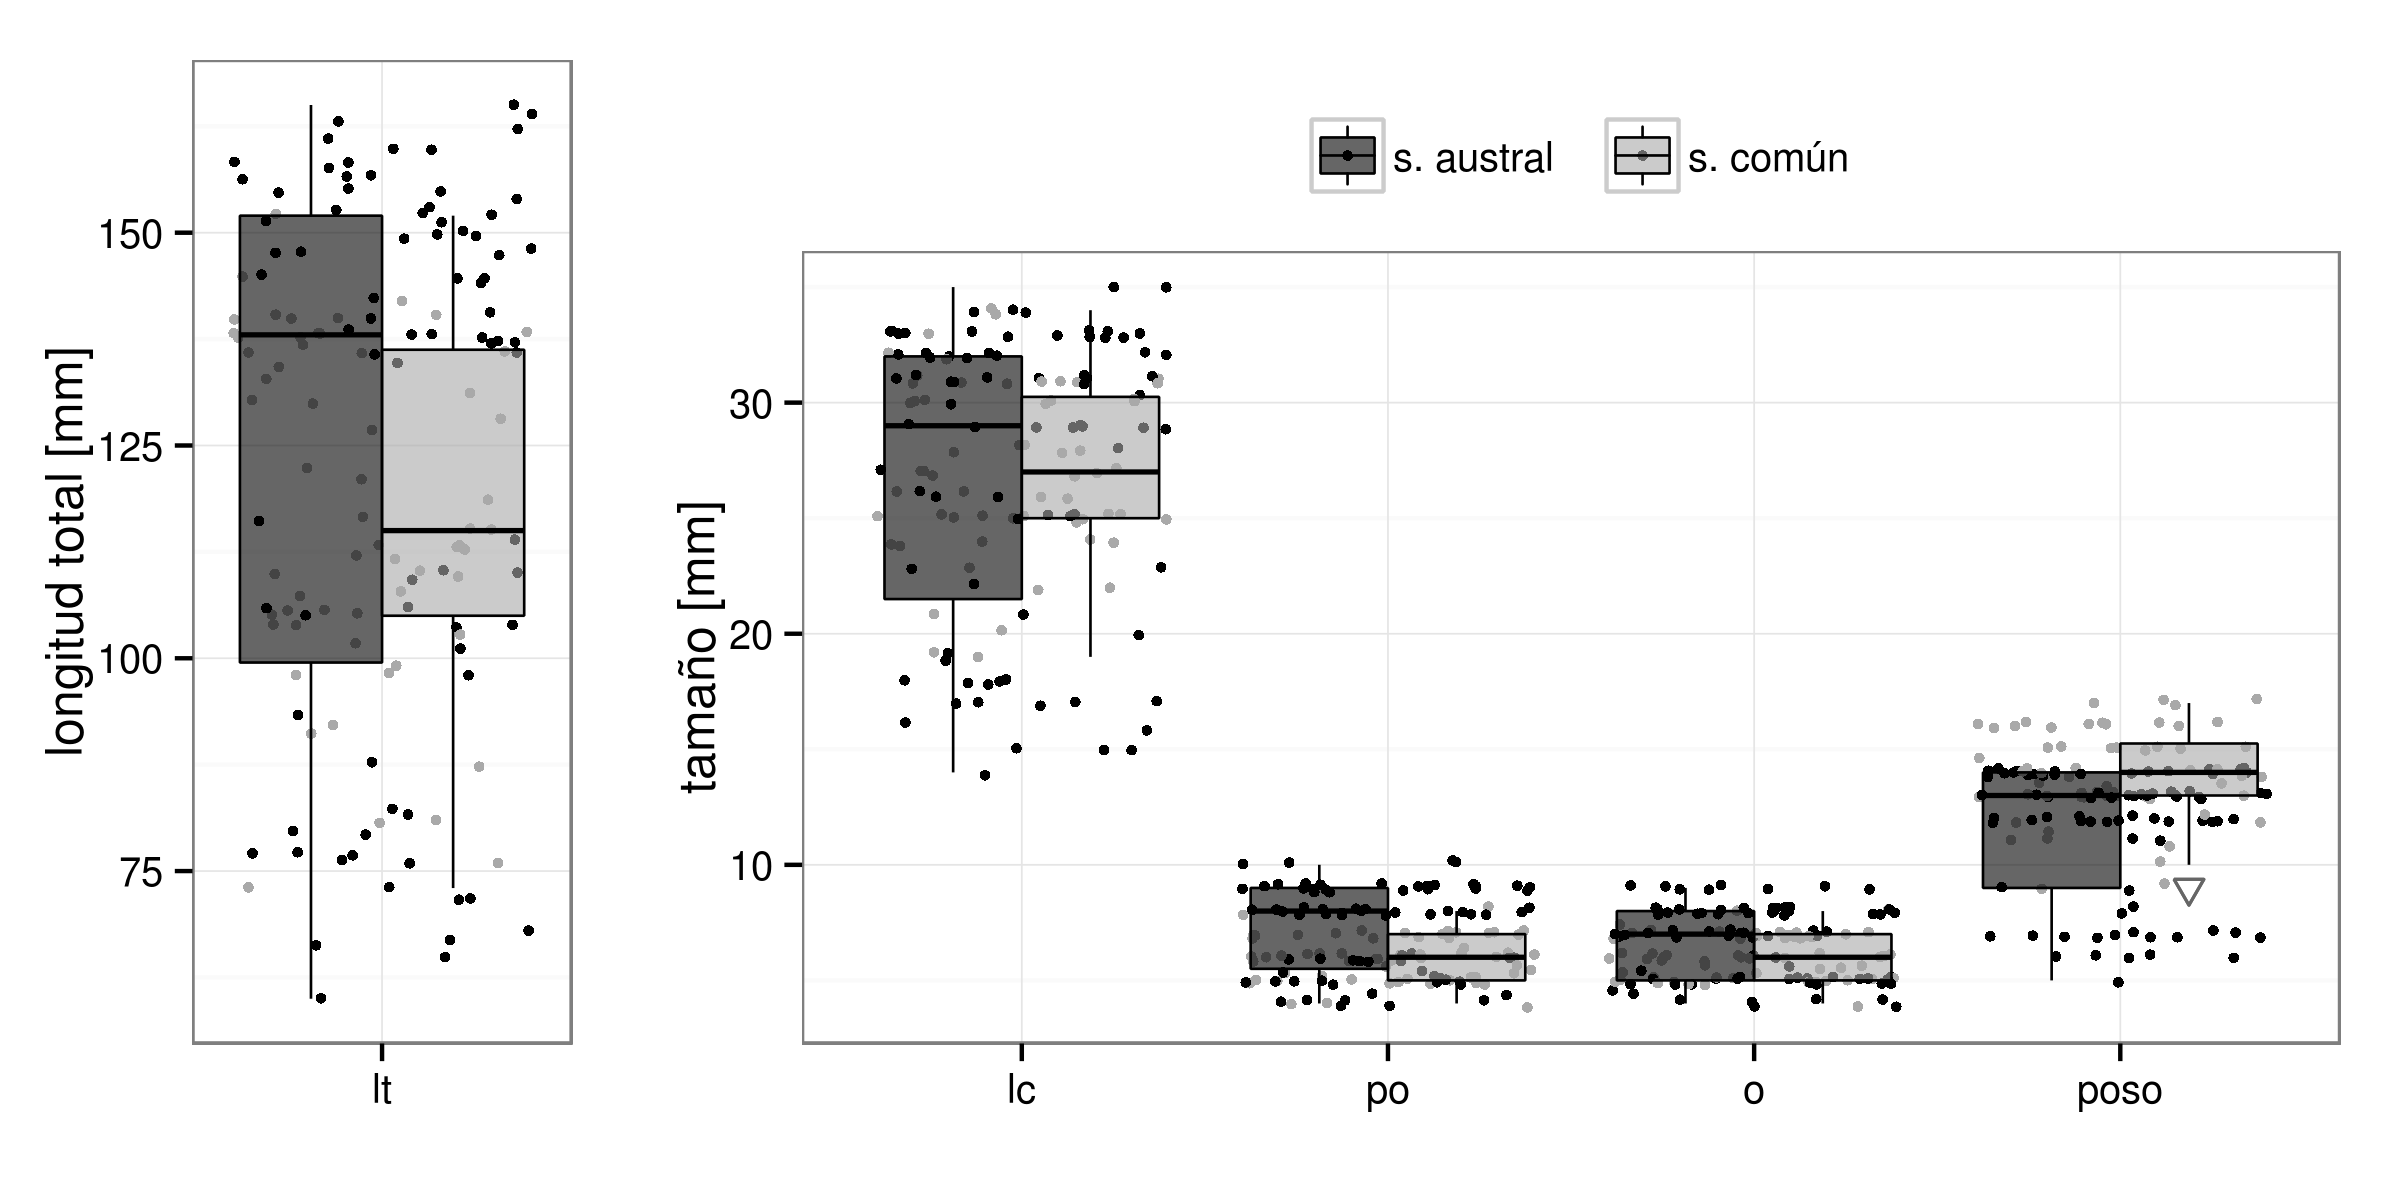 longitud total [mm]
150
125
100
75
lt
s. austral
s. común
tamaño [mm]
30
20
10
lc
po
o
poso